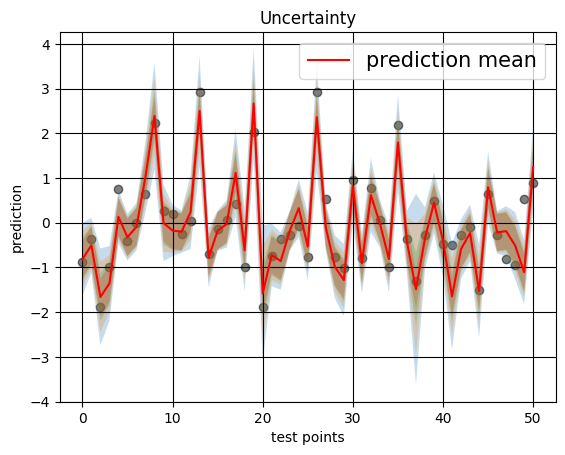 Uncertainty
prediction mean
prediction
4
3
2
1
0
−1
−2
−3
−4
0 10 20 30 40 50
test points